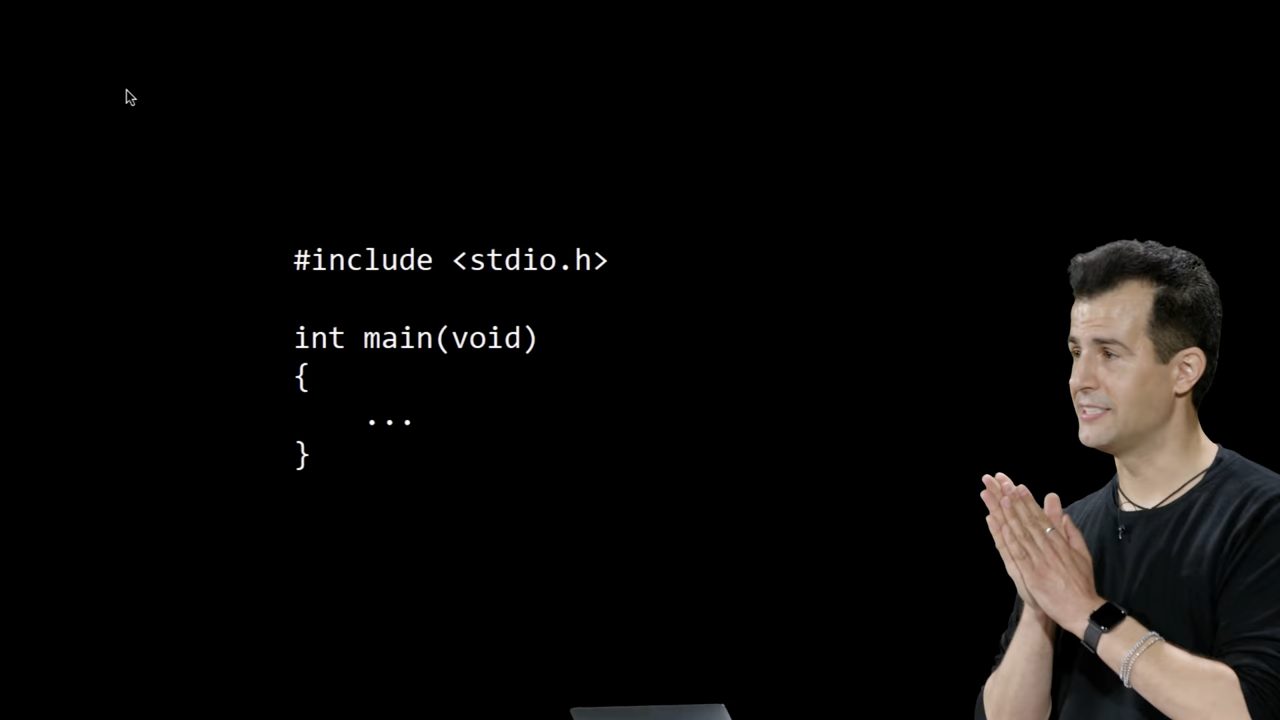 #include <stdio.h>
int main(void)
{
...
}